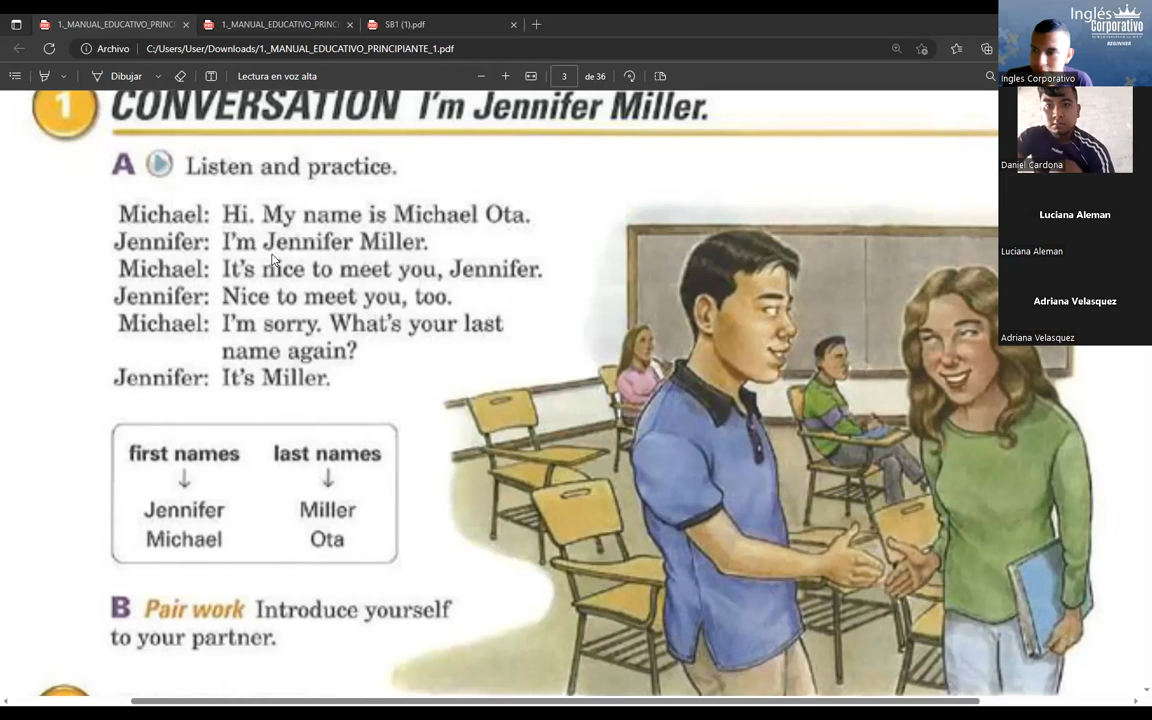 1._MANUAL_EDUCATIVO_PRINC
1._MANUAL_EDUCATIVO_PRINC
SB1 (1).pdf
Archivo
C:/Users/User/Downloads/1._MANUAL_EDUCATIVO_PRINCIPIANTE_1.pdf
Dibujar
Lectura en voz alta
3
de 36
1 CONVERSATION I'm Jennifer Miller.
A Listen and practice.
Michael: Hi. My name is Michael Ota.
Jennifer: I'm Jennifer Miller.
Michael: It's nice to meet you, Jennifer.
Jennifer: Nice to meet you, too.
Michael: I'm sorry. What's your last
name again?
Jennifer: It's Miller.
first names last names
Jennifer Miller
Michael Ota
B Pair work Introduce yourself
to your partner.
Inglés
Corporativo
BEGINNER
Ingles Corporativo
Daniel Cardona
Luciana Aleman
Luciana Aleman
Adriana Velasquez
Adriana Velasquez